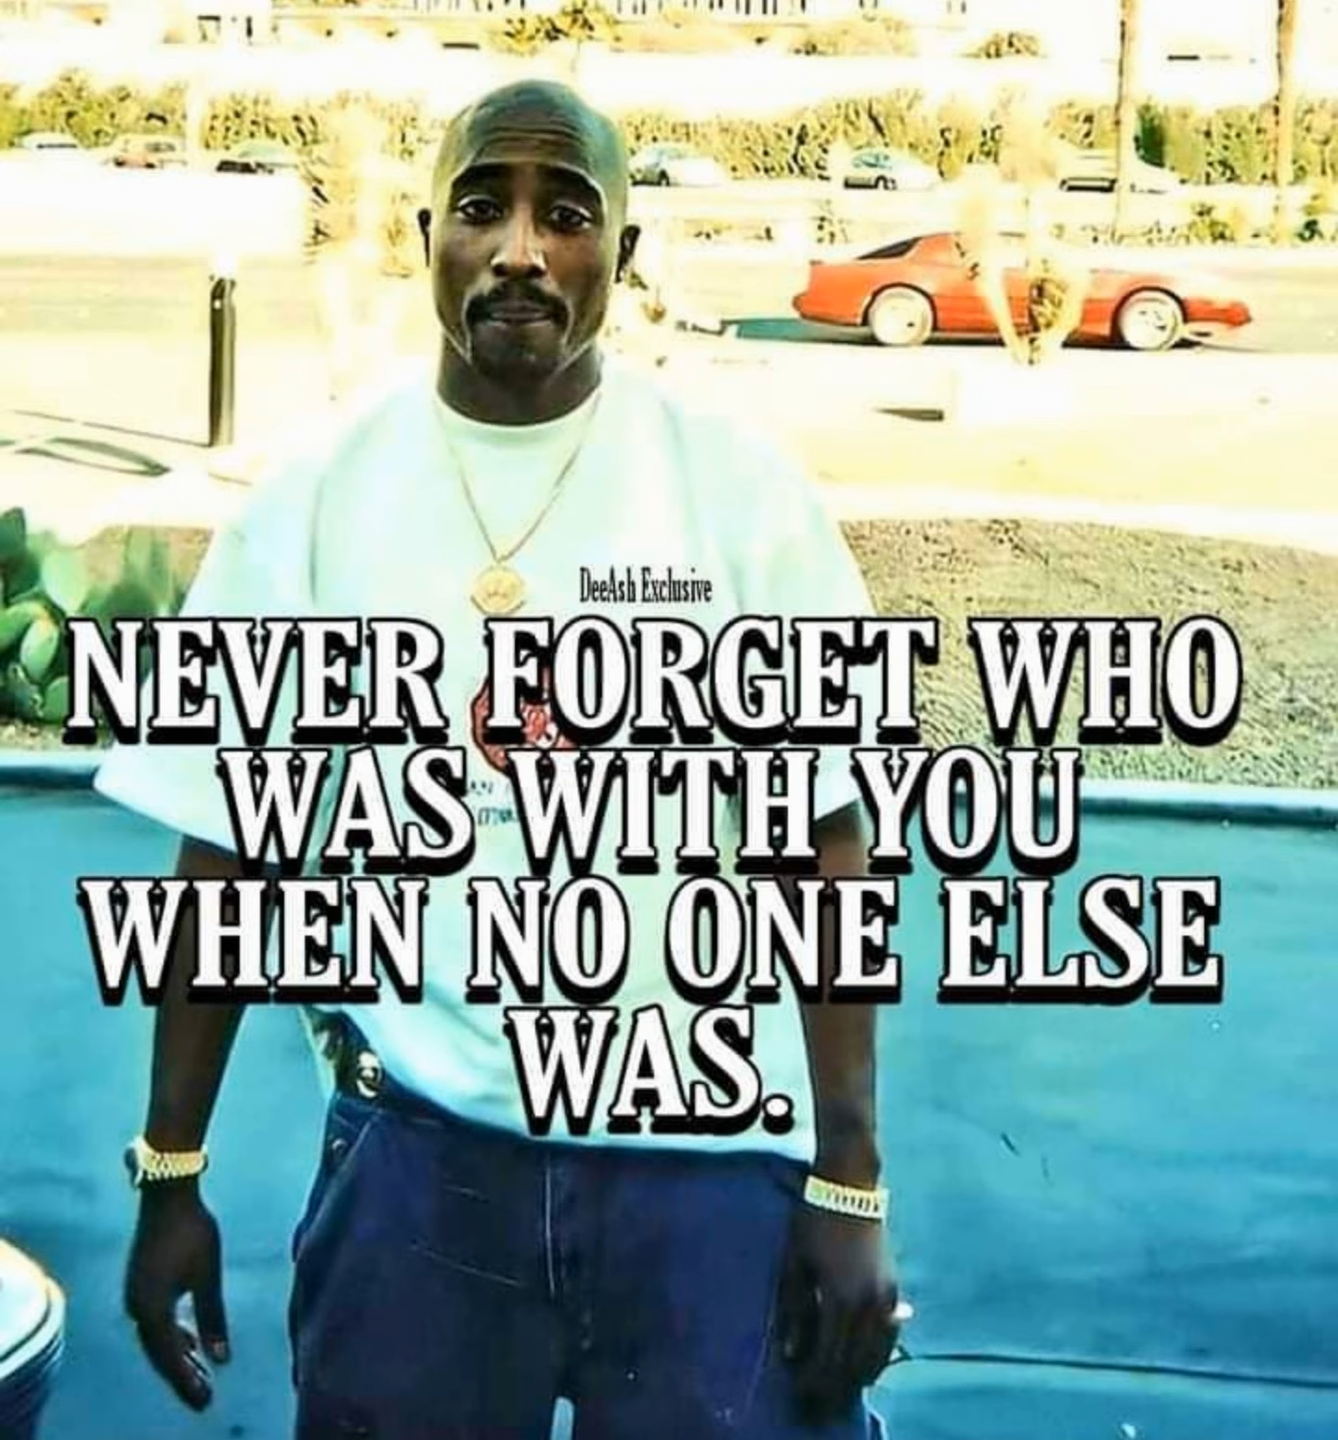 DeeAsh Exclusive
NEVER FORGET WHO
WAS WITH YOU
WHEN NO ONE ELSE
WAS.